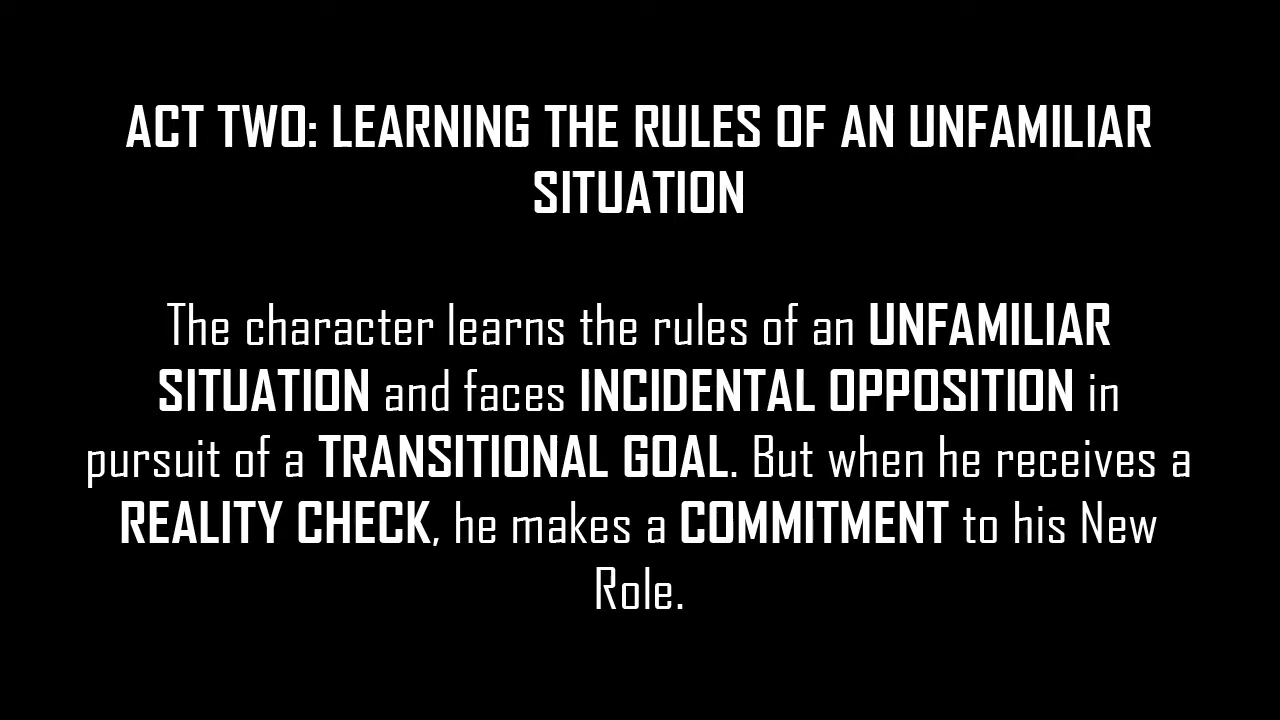 ACT TWO: LEARNING THE RULES OF AN UNFAMILIAR
SITUATION
The character learns the rules of an UNFAMILIAR
SITUATION and faces INCIDENTAL OPPOSITION in
pursuit of a TRANSITIONAL GOAL. But when he receives a
REALITY CHECK, he makes a COMMITMENT to his New
Role.